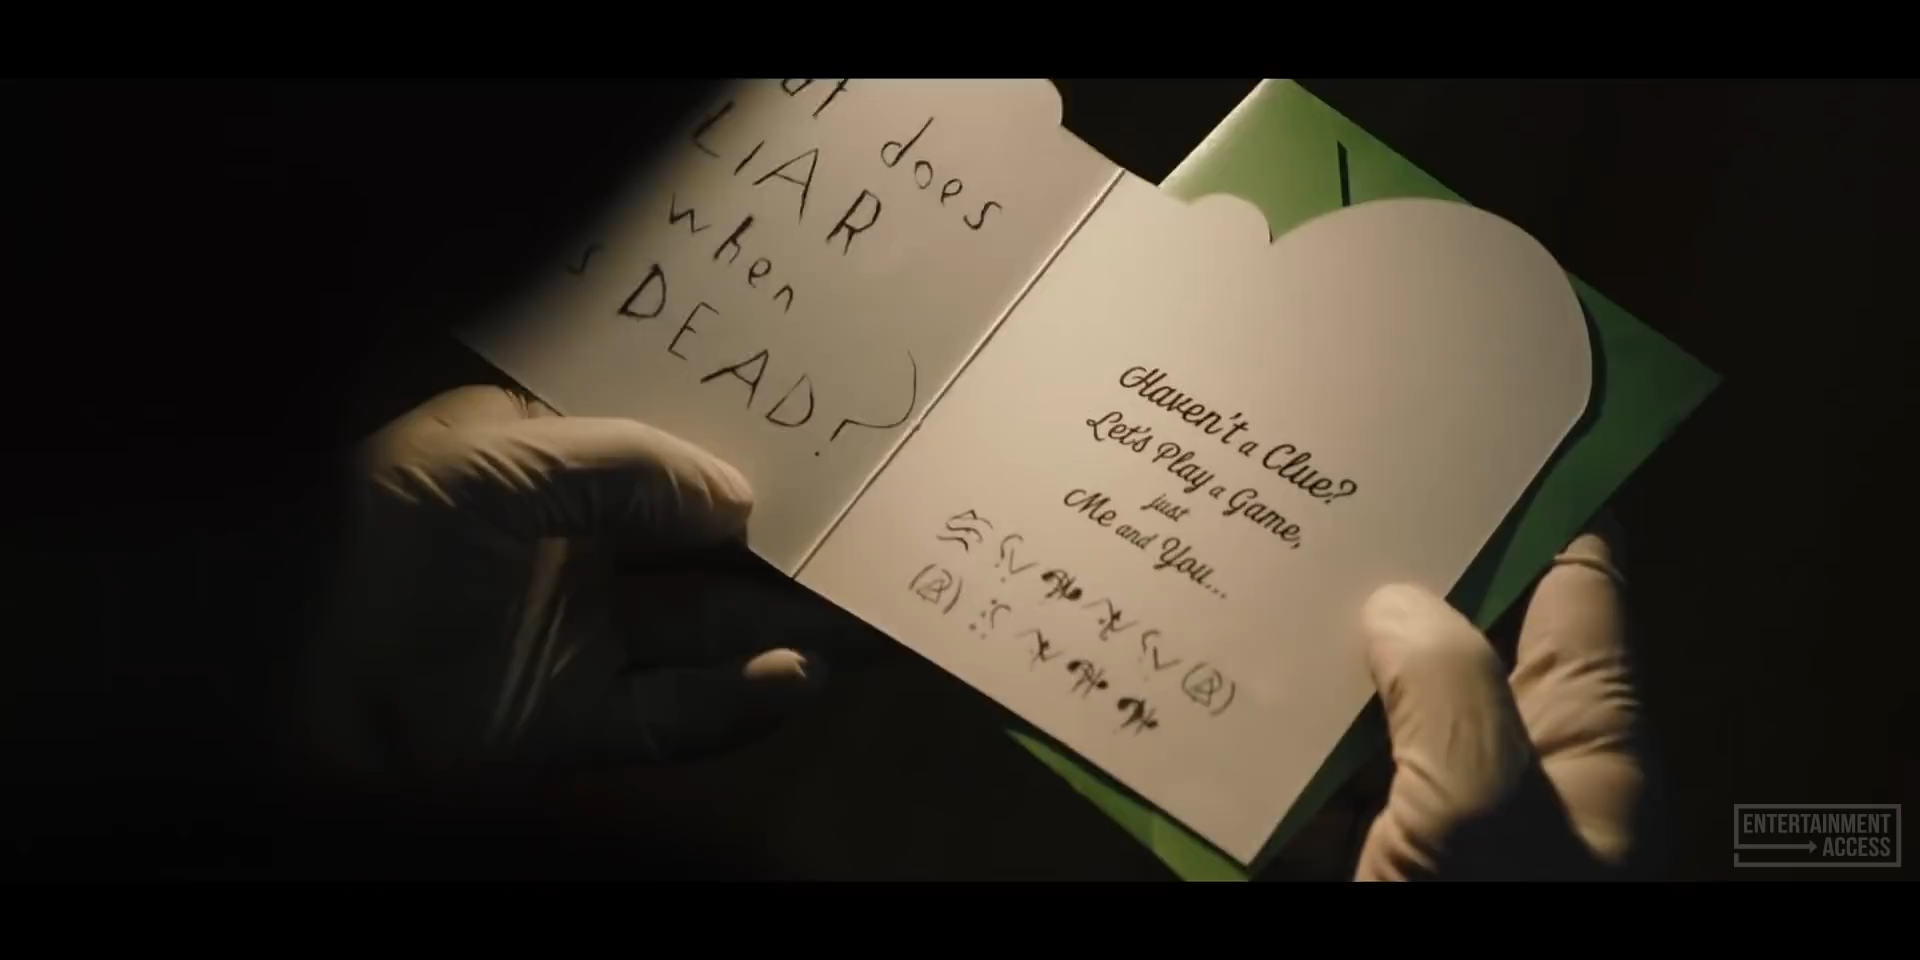 does
LIAR
when
DEAD?
Haven't a Clue?
Let's Play a Game,
just
Me and You...
ENTERTAINMENT
ACCESS